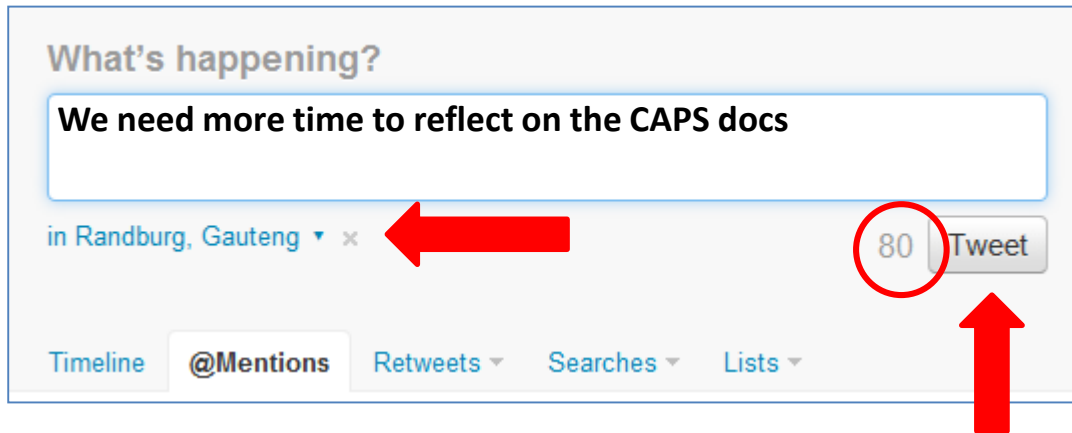 What's happening?
We need more time to reflect on the CAPS docs
in Randburg, Gauteng ▾ ×
80 Tweet
Timeline @Mentions Retweets Searches Lists